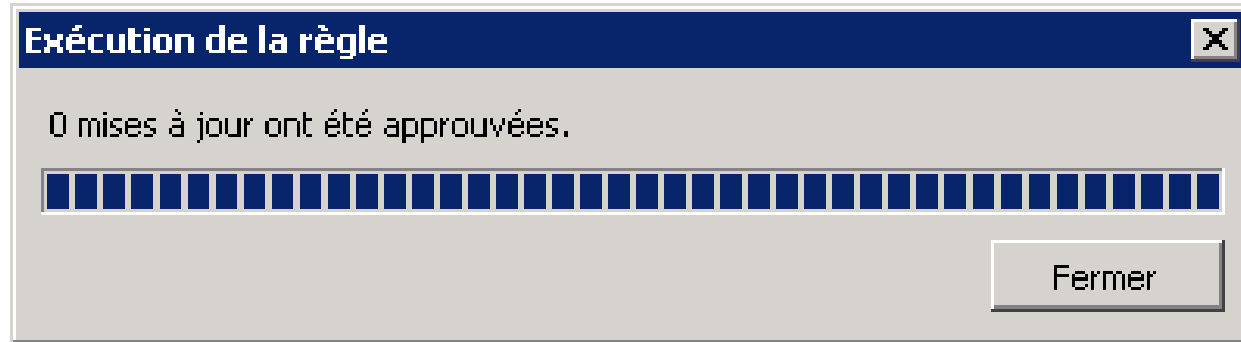 Exécution de la règle
0 mises à jour ont été approuvées.
Fermer